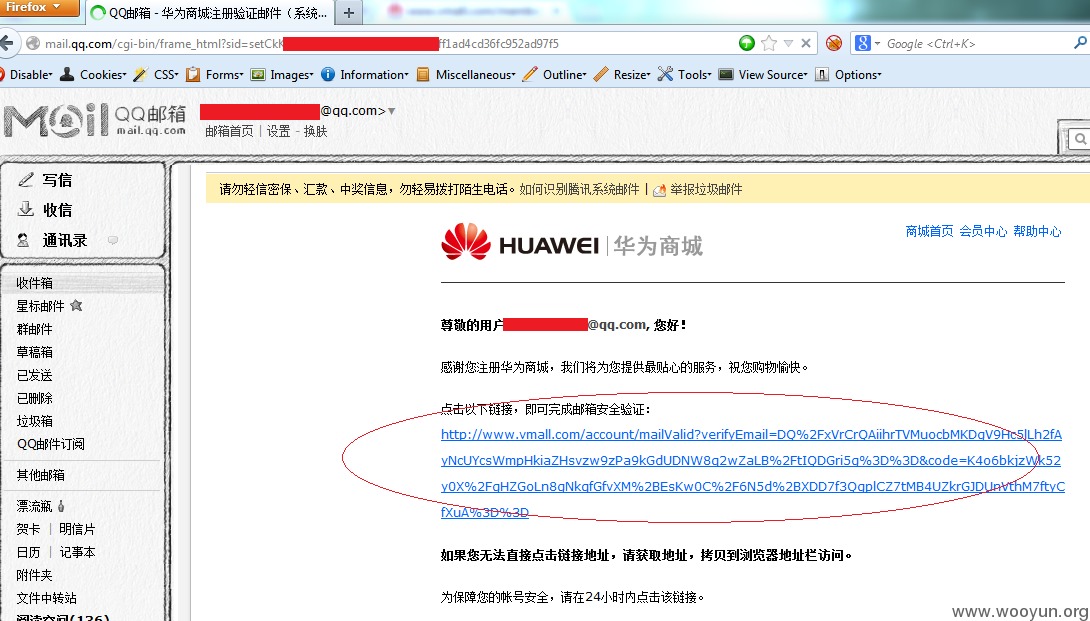 Firefox
QQ邮箱 - 华为商城注册验证邮件（系统...
mail.qq.com/cgi-bin/frame_html?sid=setCkK
ff1ad4cd36fc952ad97f5
Google <Ctrl+K>
Disable
Cookies
CSS
Forms
Images
Information
Miscellaneous
Outline
Resize
Tools
View Source
Options
Mail QQ邮箱
mail.qq.com
@qq.com>
邮箱首页 | 设置 - 换肤
写信
收信
通讯录
收件箱
星标邮件
群邮件
草稿箱
已发送
已删除
垃圾箱
QQ邮件订阅
其他邮箱
漂流瓶
贺卡 | 明信片
日历 | 记事本
附件夹
文件中转站
阅读空间(136)
请勿轻信密保、汇款、中奖信息，勿轻易拨打陌生电话。如何识别腾讯系统邮件 | 举报垃圾邮件
HUAWEI | 华为商城
商城首页 会员中心 帮助中心
尊敬的用户
@qq.com, 您好！
感谢您注册华为商城，我们将为您提供最贴心的服务，祝您购物愉快。
点击以下链接，即可完成邮箱安全验证：
http://www.vmall.com/account/mailValid?verifyEmail=DQ%2FxVrCrQAiihrTVMuocbMKDgV9Hc5lLh2fA
yNcUYcsWmpHkiaZHsvzw9zPa9kGdUDNW8q2wZaLB%2FtIQDGri5g%3D%3D&code=K4o6bkjzWk52
y0X%2FgHZGoLn8gNkgfGfvXM%2BEsKw0C%2F6N5d%2BXDD7f3QgplCZ7tMB4UZkrGJDUnVthM7ftyC
fXuA%3D%3D
如果您无法直接点击链接地址，请获取地址，拷贝到浏览器地址栏访问。
为保障您的帐号安全，请在24小时内点击该链接。
www.wooyun.org